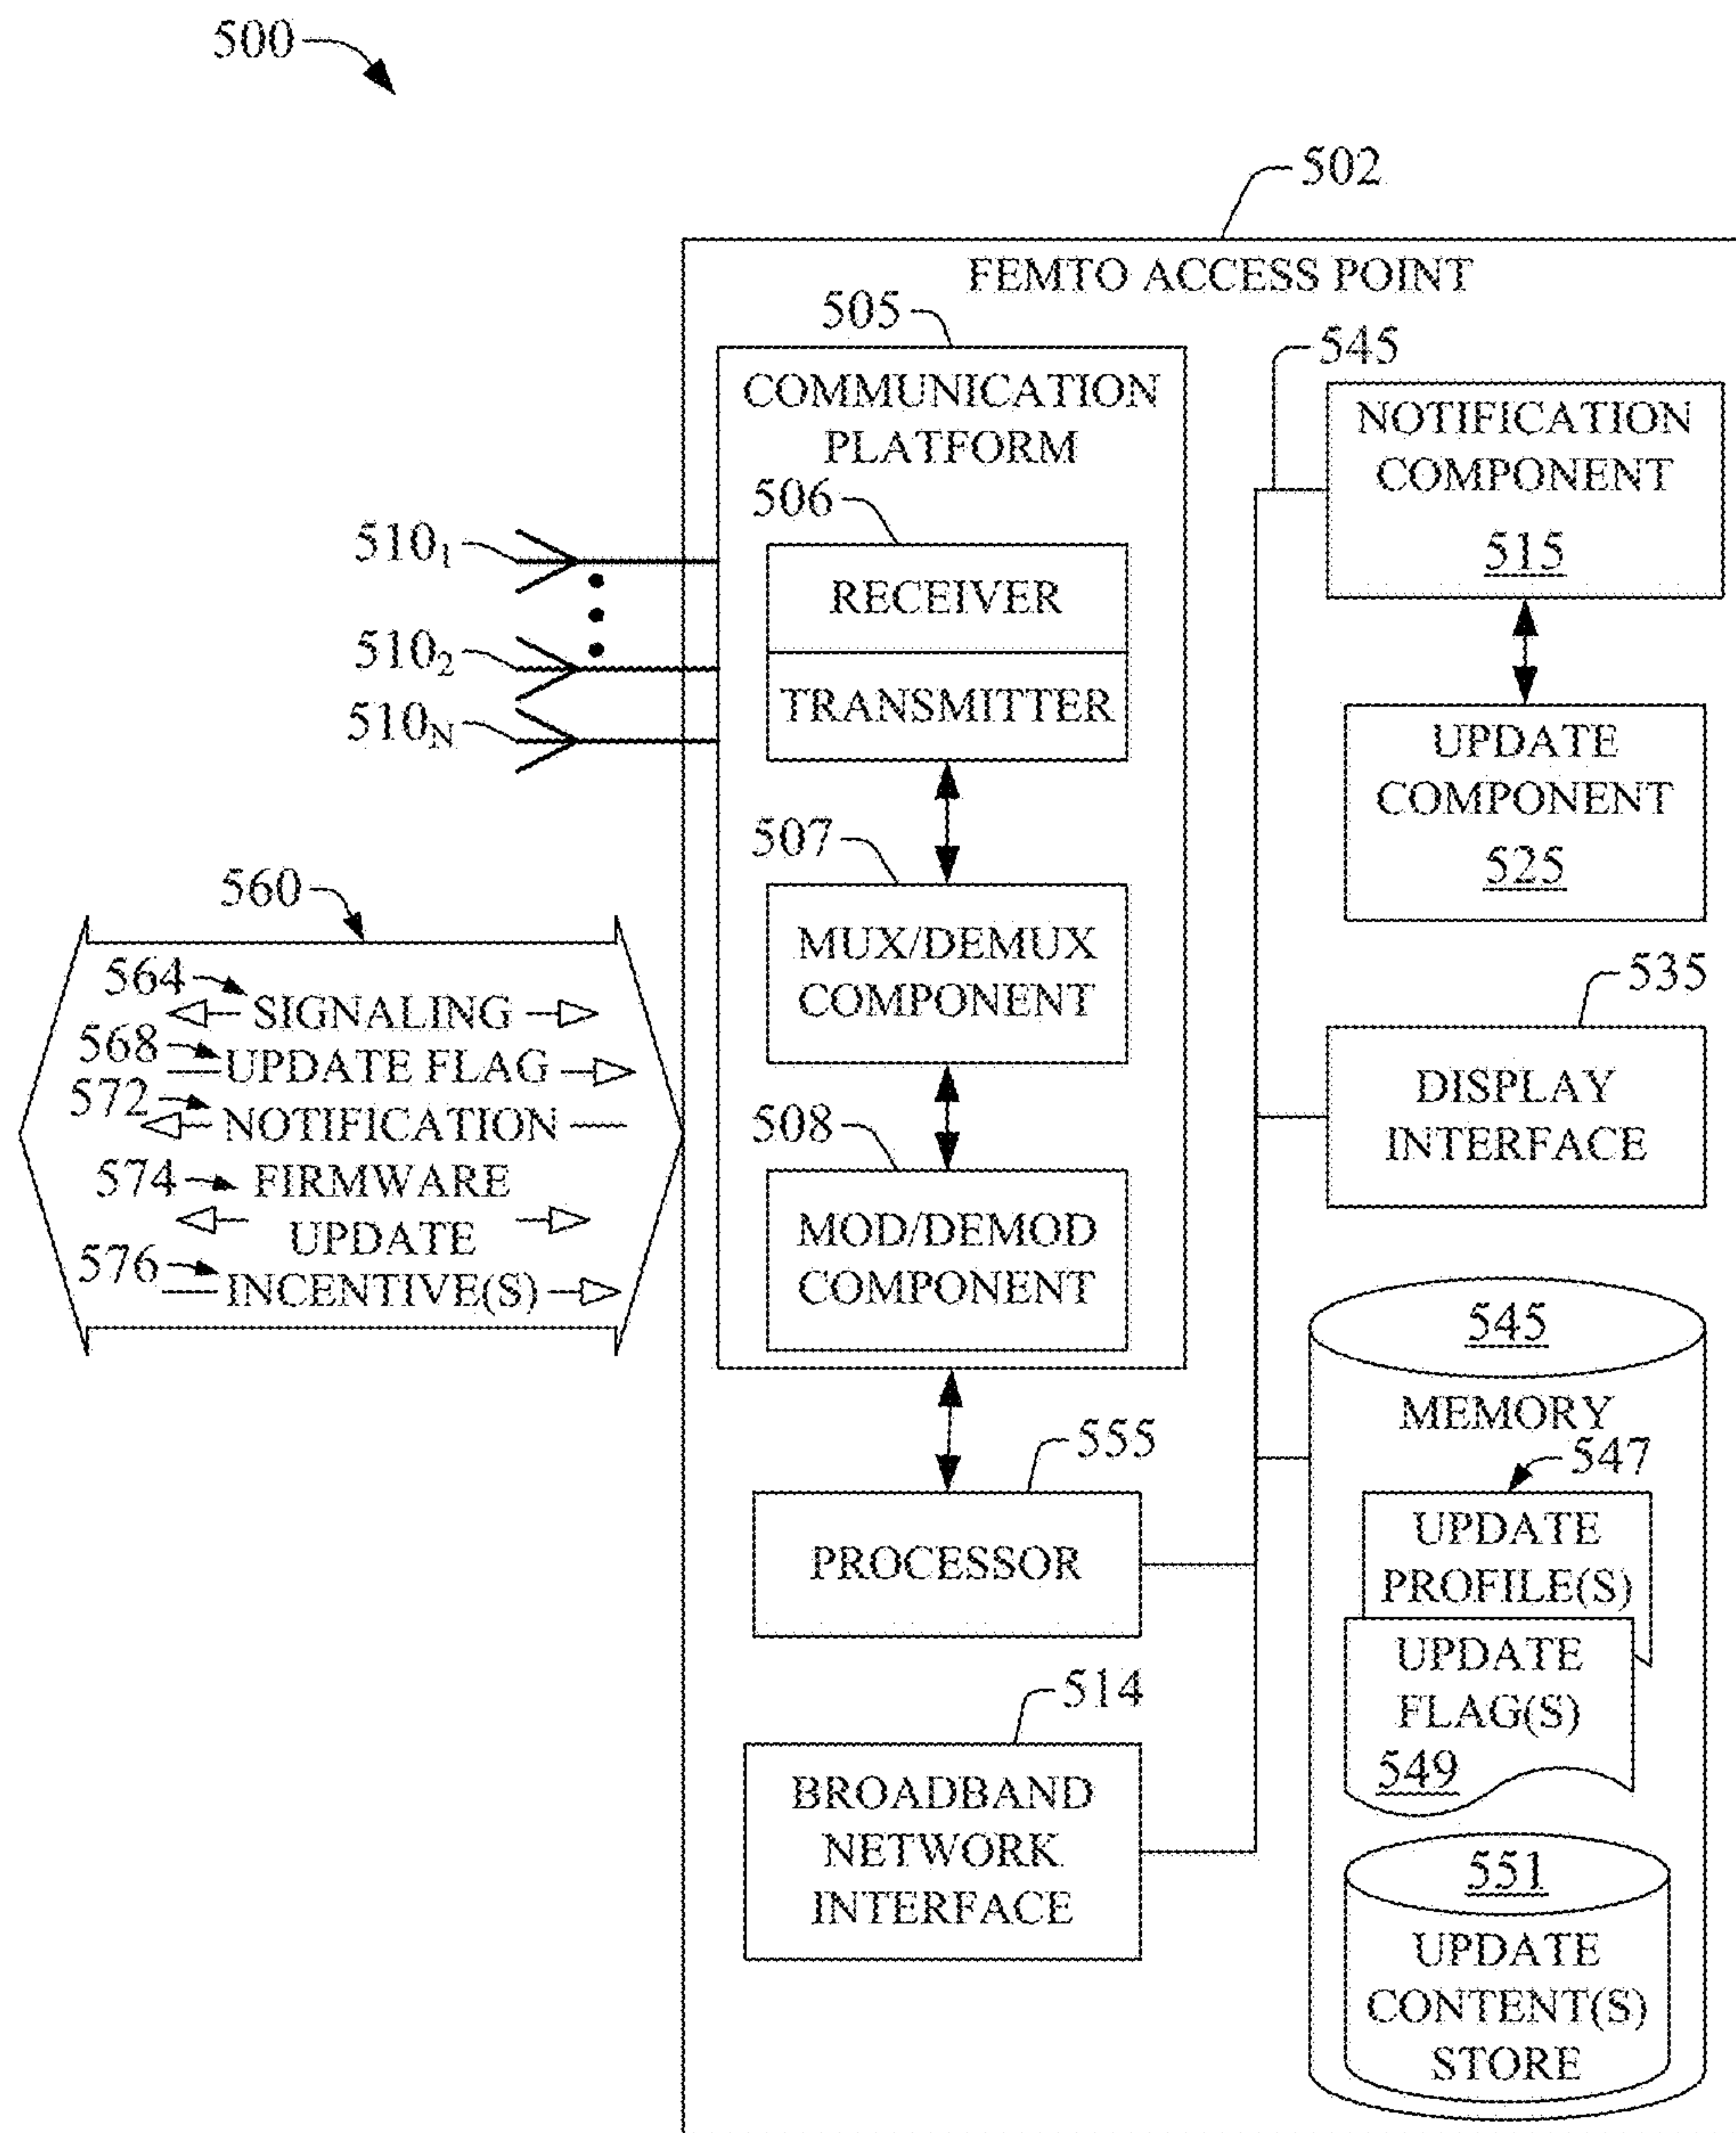 500
502
FEMTO ACCESS POINT
505
545
COMMUNICATION
PLATFORM
506
RECEIVER
TRANSMITTER
510₁
510₂
510N
507
MUX/DEMUX
COMPONENT
508
MOD/DEMOD
COMPONENT
NOTIFICATION
COMPONENT
515
UPDATE
COMPONENT
525
535
DISPLAY
INTERFACE
560
564
SIGNALING
568
UPDATE FLAG
572
NOTIFICATION
574
FIRMWARE
UPDATE
576
INCENTIVE(S)
555
PROCESSOR
514
BROADBAND
NETWORK
INTERFACE
545
MEMORY
547
UPDATE
PROFILE(S)
UPDATE
FLAG(S)
549
551
UPDATE
CONTENT(S)
STORE